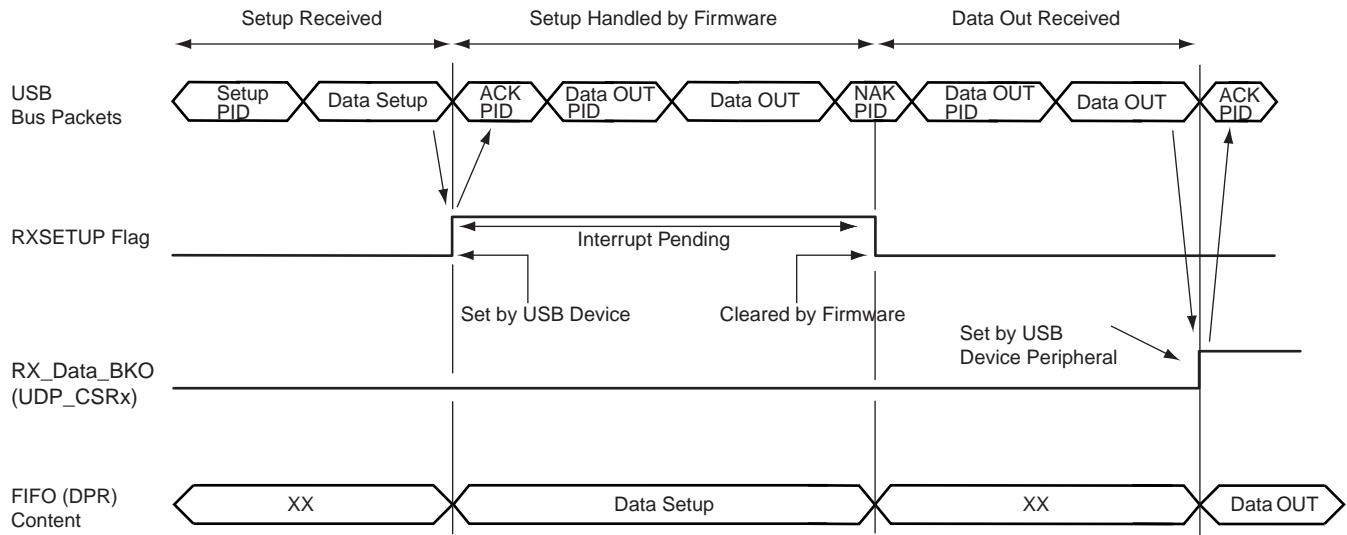 Setup Received
Setup Handled by Firmware
Data Out Received
USB
Bus Packets
Setup
PID
Data Setup
ACK
PID
Data OUT
PID
Data OUT
NAK
PID
Data OUT
PID
Data OUT
ACK
PID
RXSETUP Flag
Interrupt Pending
Set by USB Device
Cleared by Firmware
Set by USB
Device Peripheral
RX_Data_BKO
(UDP_CSRx)
FIFO (DPR)
Content
XX
Data Setup
XX
Data OUT